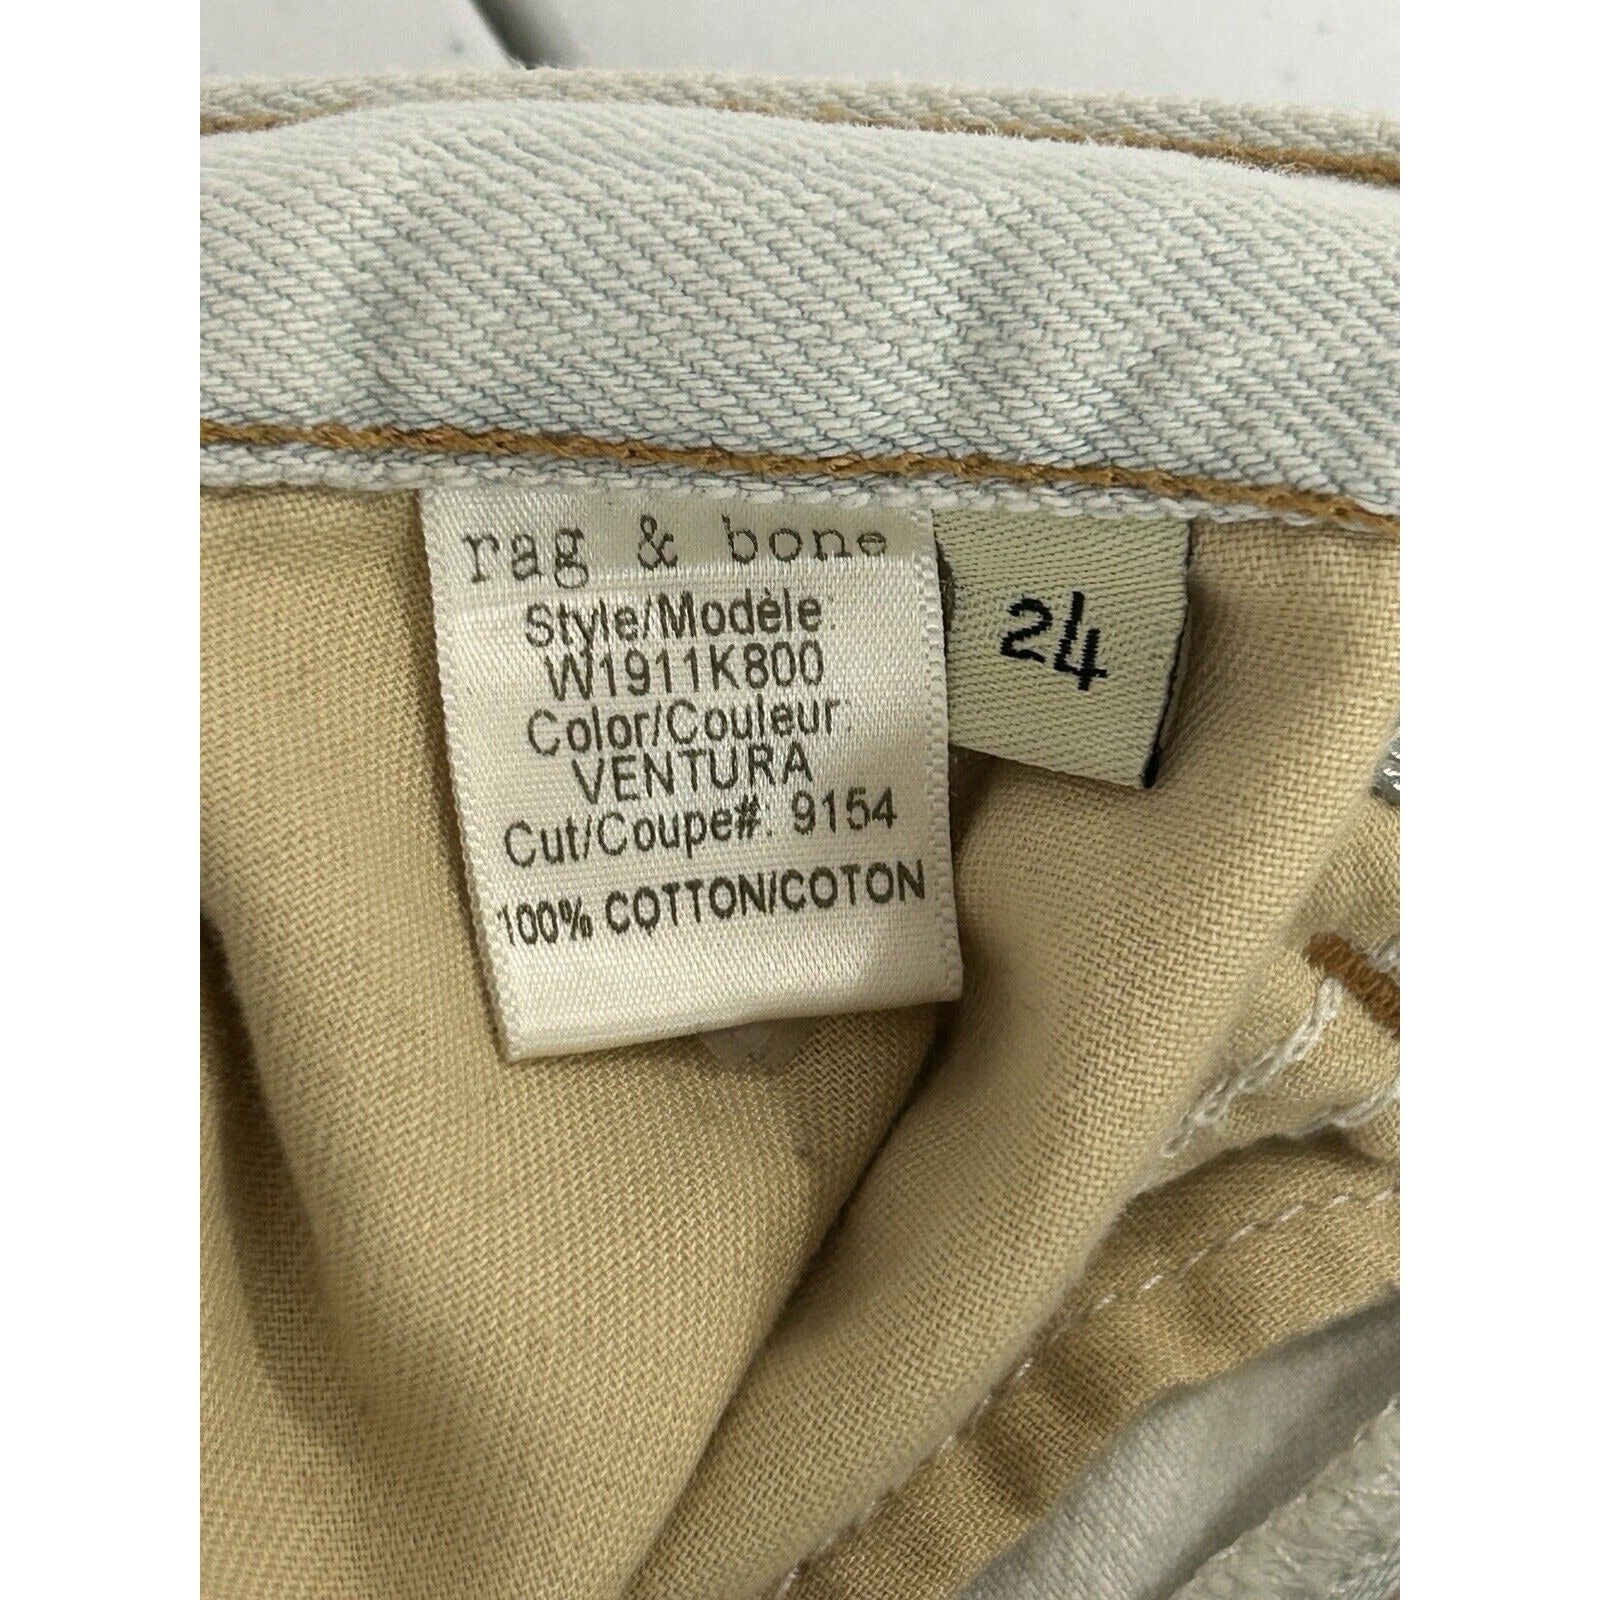 rag & bone
Style/Modèle:
W1911K800
Color/Couleur
VENTURA
Cut/Coupe#: 9154
100% COTTON/COTON
24